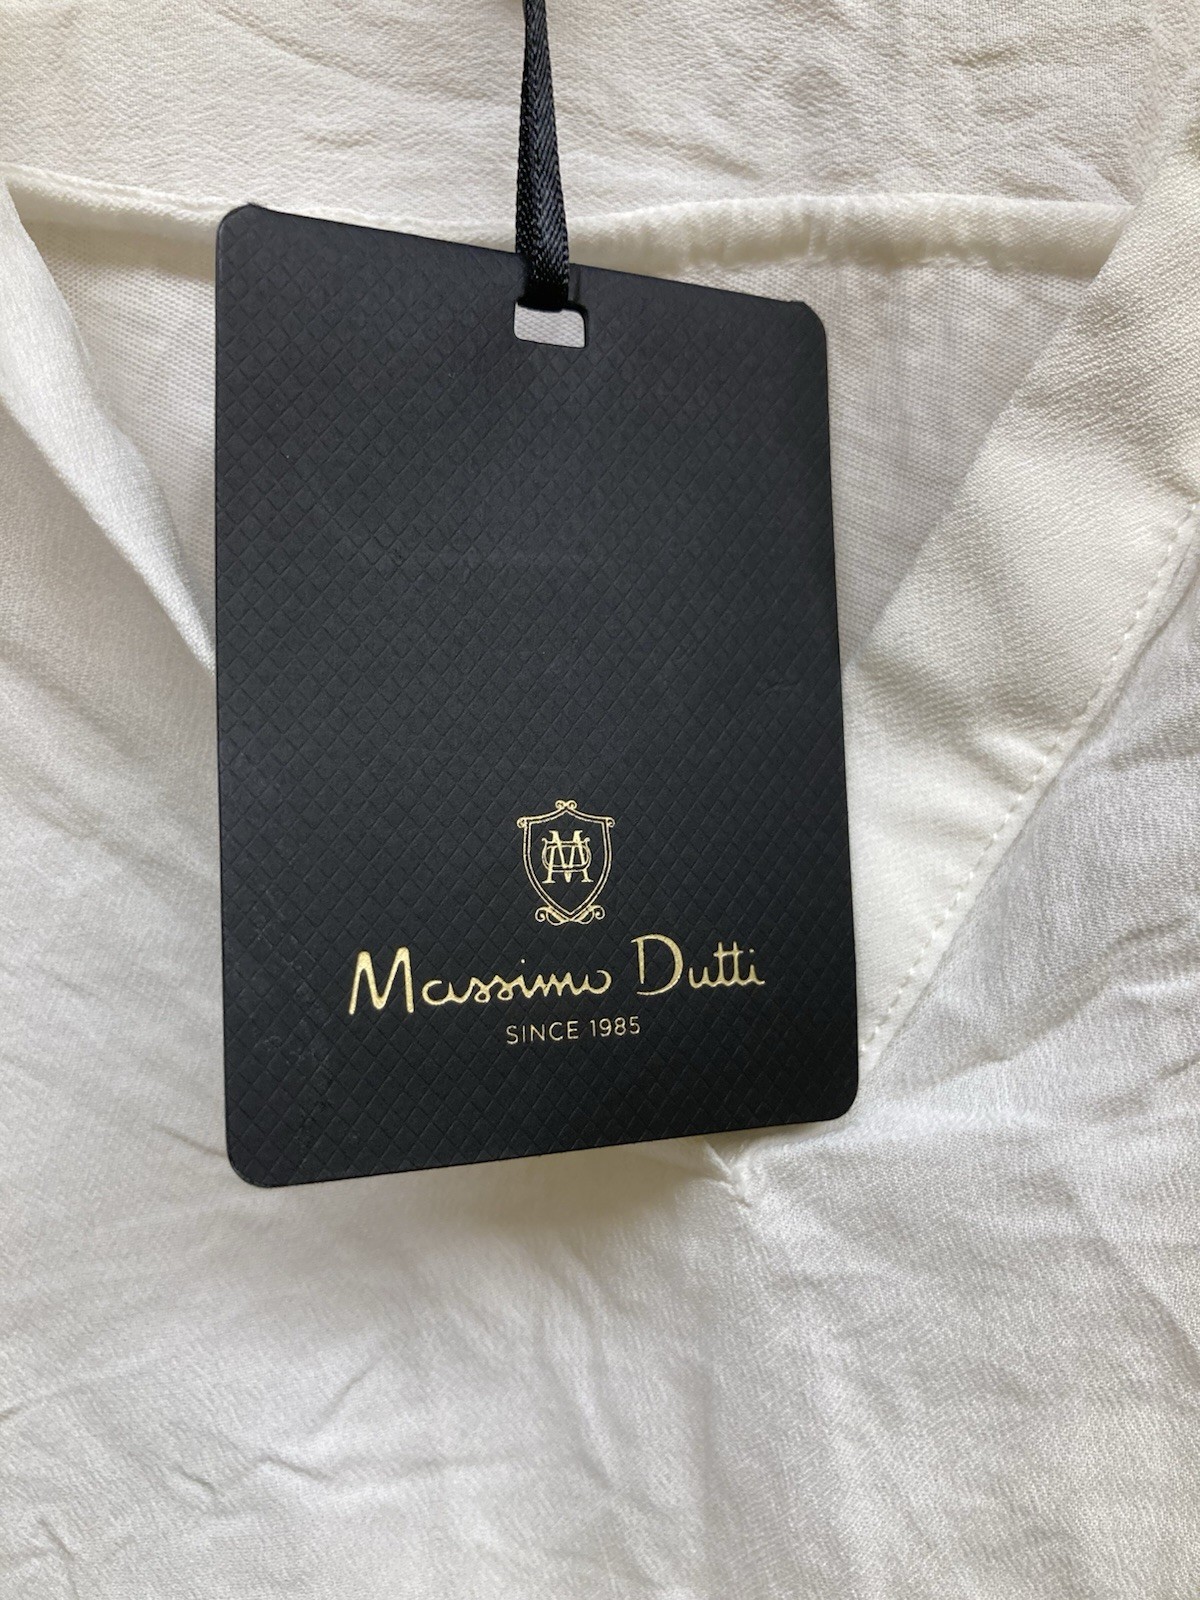 Massimo Dutti
SINCE 1985